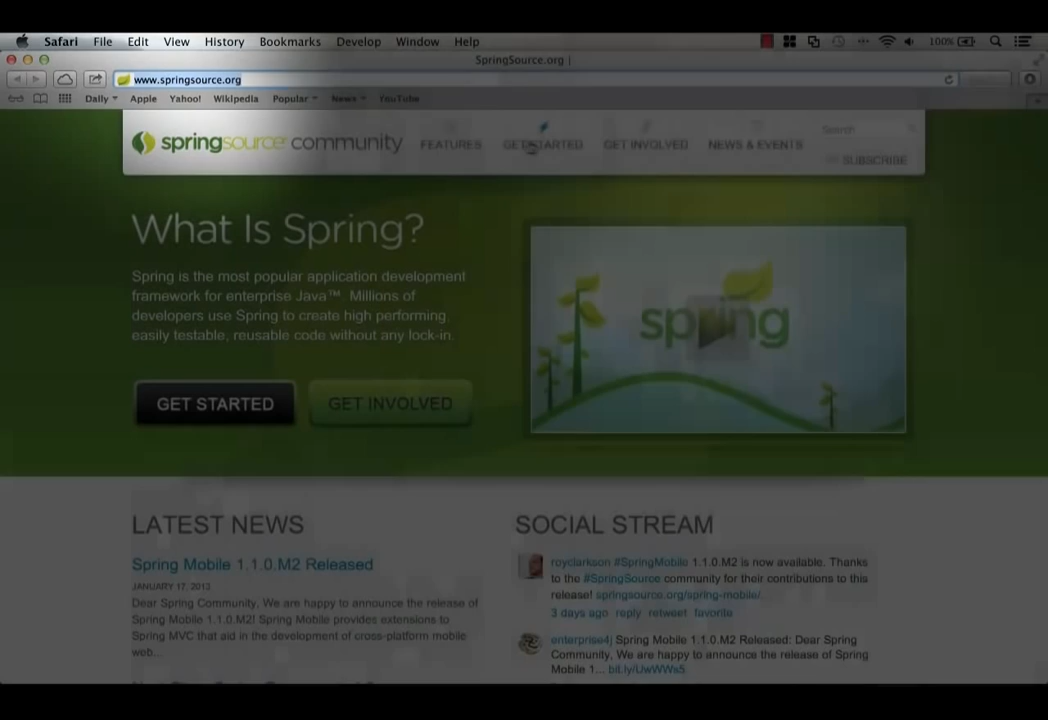 Safari File Edit View History Bookmarks Develop Window Help 100%
SpringSource.org
www.springsource.org
Daily Apple Yahoo! Wikipedia Popular News YouTube
springsource community
FEATURES GET STARTED GET INVOLVED NEWS & EVENTS
Search
SUBSCRIBE
What Is Spring?
Spring is the most popular application development
framework for enterprise Java™. Millions of
developers use Spring to create high performing,
easily testable, reusable code without any lock-in.
GET STARTED GET INVOLVED
spring
LATEST NEWS
Spring Mobile 1.1.0.M2 Released
JANUARY 17, 2013
Dear Spring Community, We are happy to announce the release of
Spring Mobile 1.1.0.M2! Spring Mobile provides extensions to
Spring MVC that aid in the development of cross-platform mobile
web...
SOCIAL STREAM
royclarkson #SpringMobile 1.1.0.M2 is now available. Thanks
to the #SpringSource community for their contributions to this
release! springsource.org/spring-mobile/
3 days ago reply retweet favorite
enterprise4j Spring Mobile 1.1.0.M2 Released: Dear Spring
Community, We are happy to announce the release of Spring
Mobile 1... bit.ly/UwWWs5